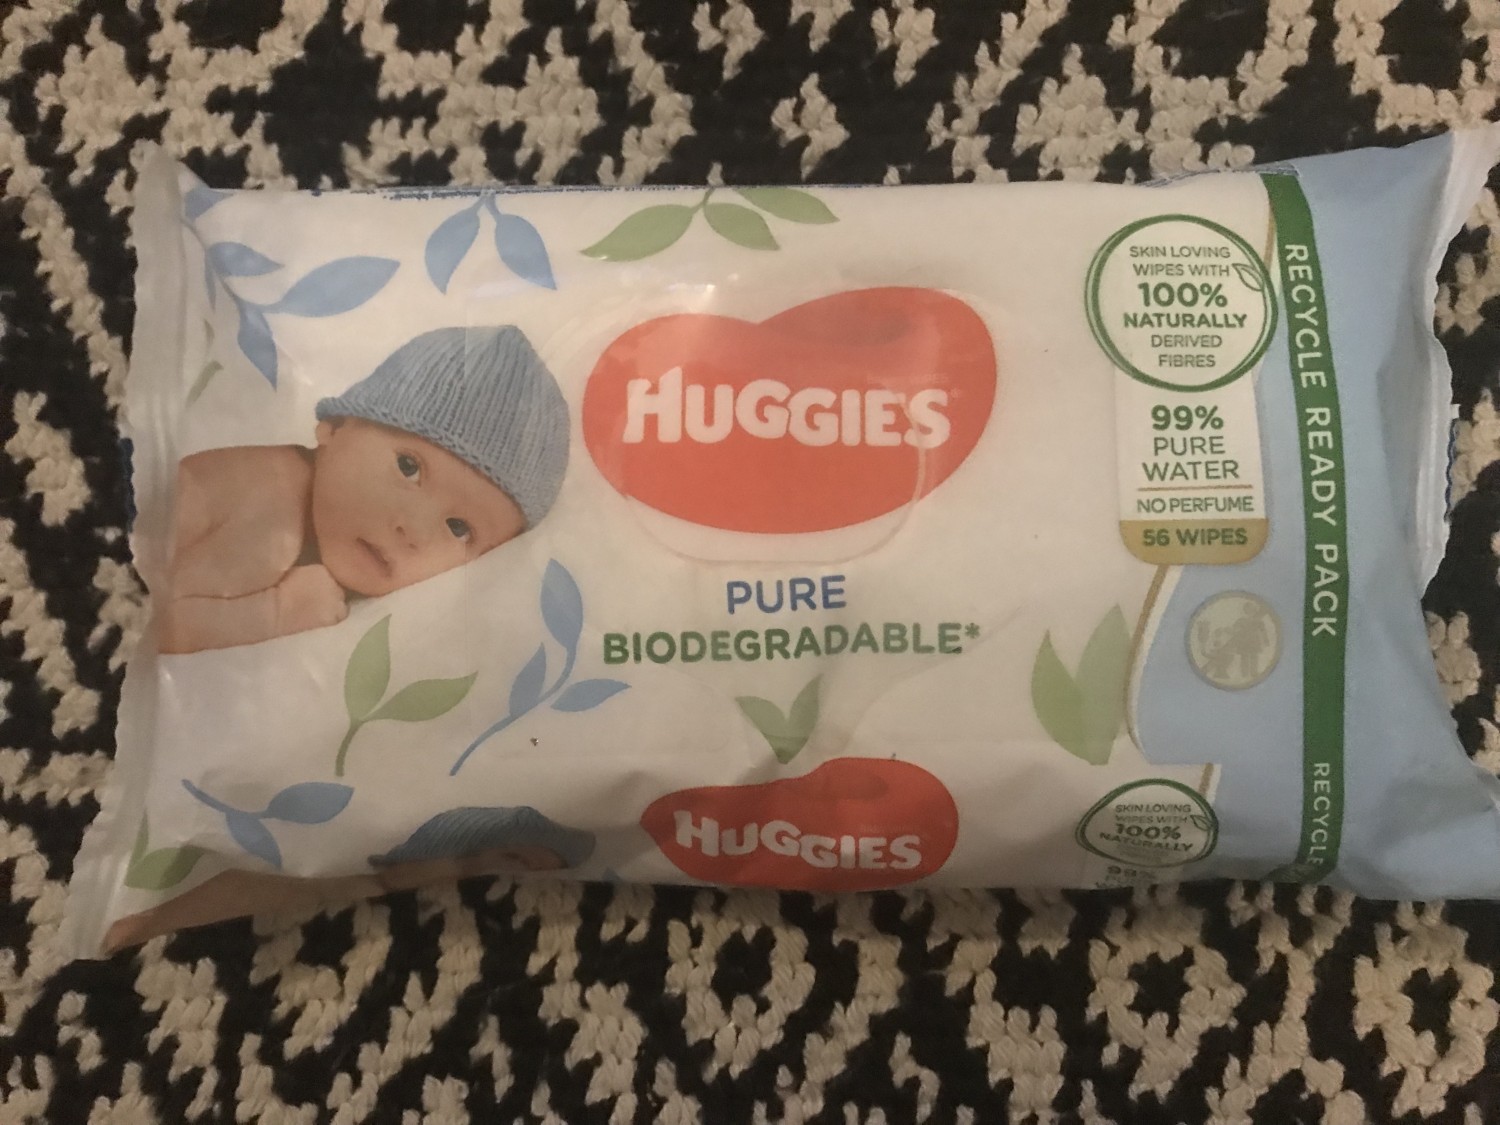 HUGGIES
PURE
BIODEGRADABLE*
SKIN LOVING
WIPES WITH
100%
NATURALLY
DERIVED
FIBRES
99%
PURE
WATER
NO PERFUME
56 WIPES
RECYCLE READY PACK
HUGGIES
SKIN LOVING
WIPES WITH
100%
NATURALLY
99%
RECYCLE